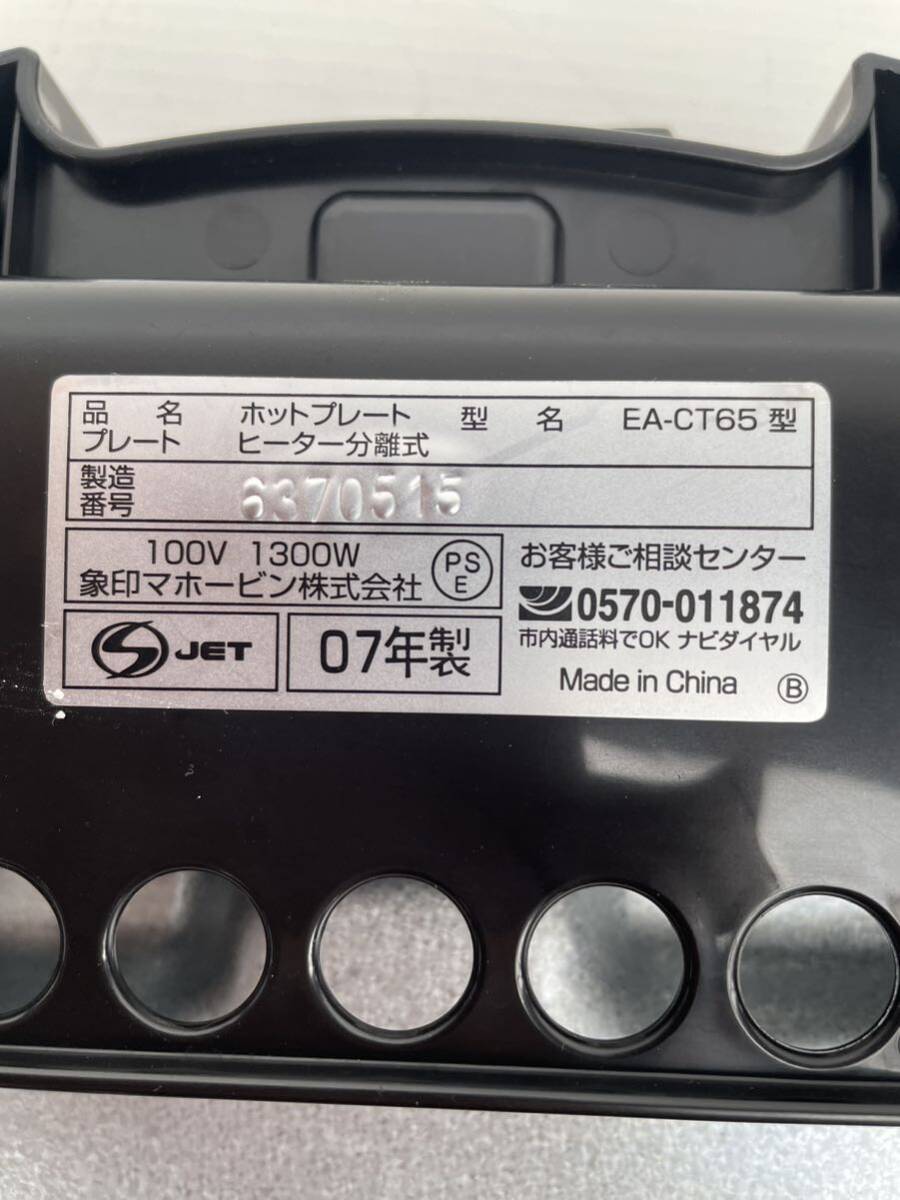 品 名 ホットプレート 型 名 EA-CT65 型
プレート ヒーター分離式
製造
番号 6370515
100V 1300W
象印マホービン株式会社
PS
E
お客様ご相談センター
0570-011874
市内通話料でOK ナビダイヤル
S JET
07年製
Made in China B